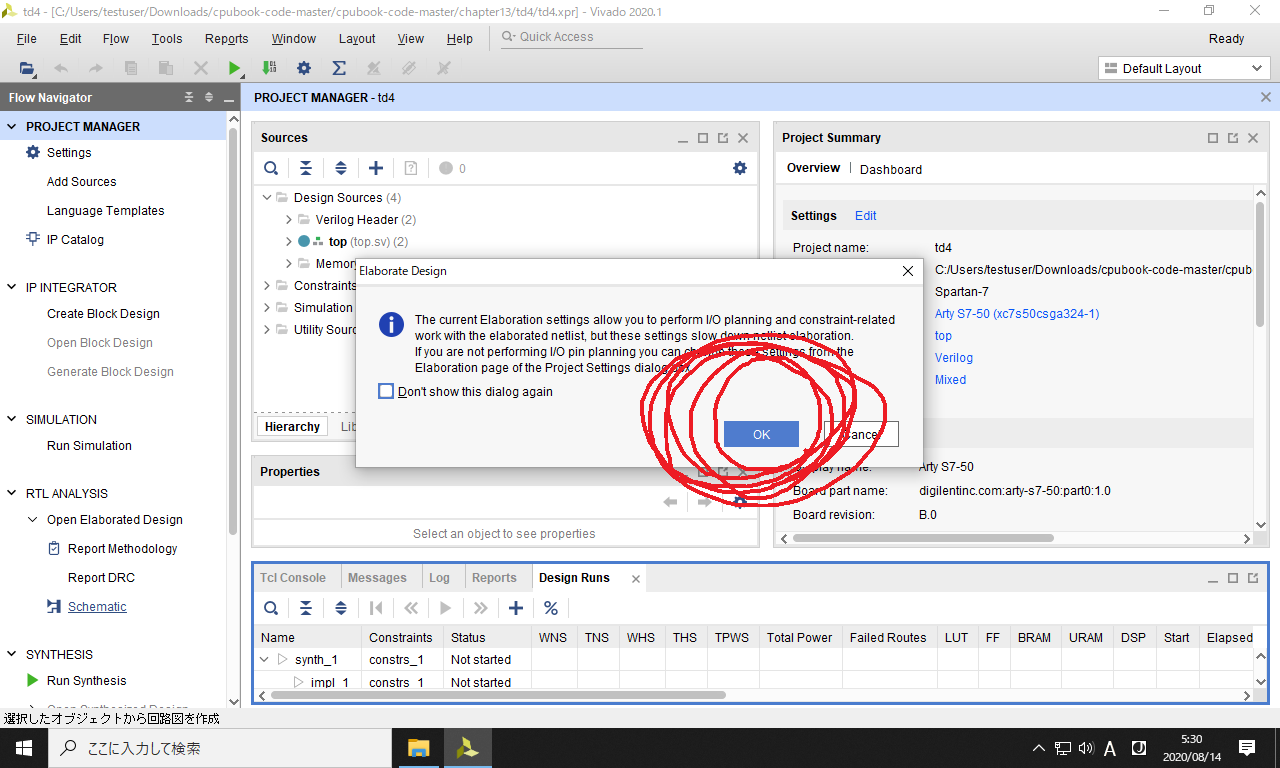 td4 - [C:/Users/testuser/Downloads/cpubook-code-master/cpubook-code-master/chapter13/td4/td4.xpr] - Vivado 2020.1
File Edit Flow Tools Reports Window Layout View Help Quick Access Ready
Default Layout
Flow Navigator
PROJECT MANAGER - td4
PROJECT MANAGER
Settings
Add Sources
Language Templates
IP Catalog
IP INTEGRATOR
Create Block Design
Open Block Design
Generate Block Design
SIMULATION
Run Simulation
RTL ANALYSIS
Open Elaborated Design
Report Methodology
Report DRC
Schematic
SYNTHESIS
Run Synthesis
Open Synthesized Design
Sources
0
Design Sources (4)
Verilog Header (2)
top (top.sv) (2)
Constraints
Simulation
Hierarchy
Project Summary
Overview Dashboard
Settings Edit
Project name: td4
C:/Users/testuser/Downloads/cpubook-code-master/cpub
Spartan-7
Arty S7-50 (xc7s50csga324-1)
top
Verilog
Mixed
Arty S7-50
Board part name: digilentinc.com:arty-s7-50:part0:1.0
Board revision: B.0
Elaborate Design
The current Elaboration settings allow you to perform I/O planning and constraint-related
work with the elaborated netlist, but these settings slow down netlist elaboration.
If you are not performing I/O pin planning you can change these settings from the
Elaboration page of the Project Settings dialog
Don't show this dialog again
OK Cancel
Properties
Select an object to see properties
Tcl Console Messages Log Reports Design Runs
Name Constraints Status WNS TNS WHS THS TPWS Total Power Failed Routes LUT FF BRAM URAM DSP Start Elapsed
synth_1 constrs_1 Not started
impl_1 constrs_1 Not started
選択したオブジェクトから回路図を作成
ここに入力して検索
A
J
5:30
2020/08/14